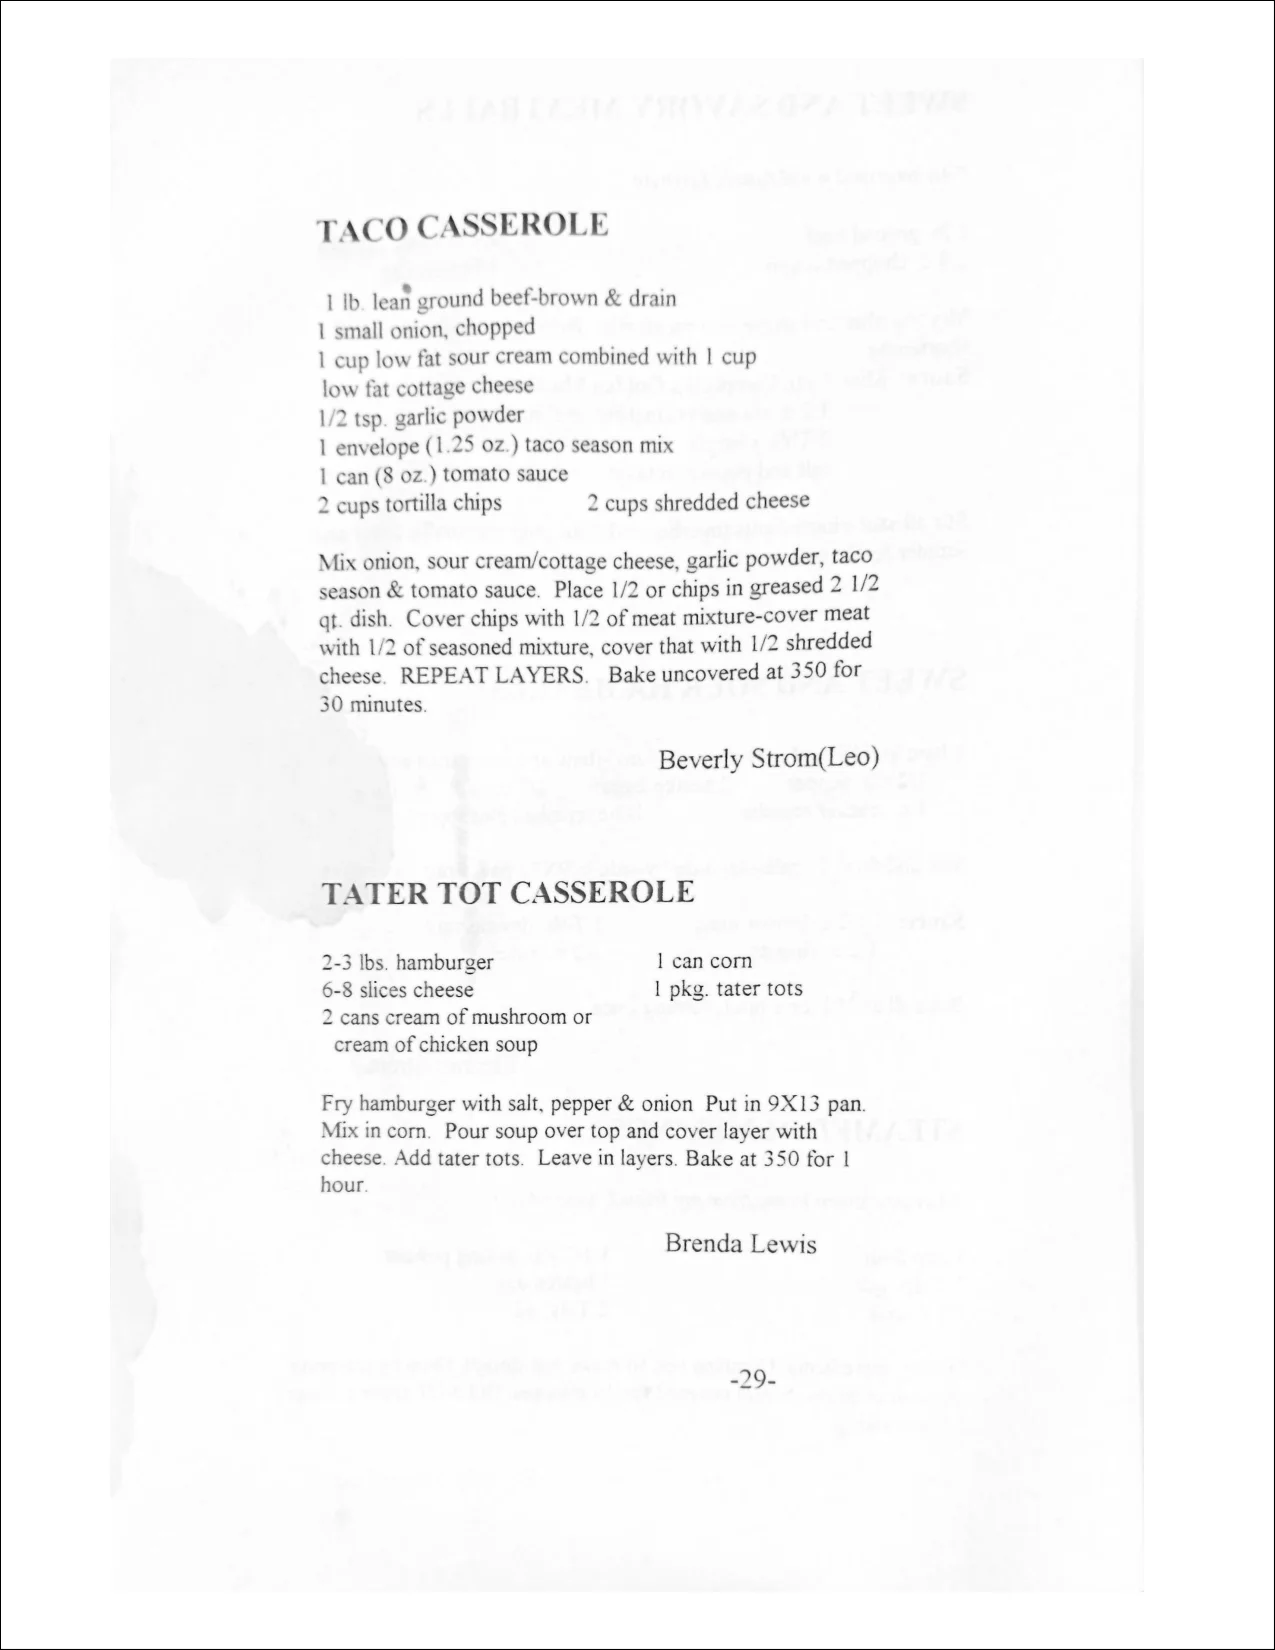 TACO CASSEROLE
1 lb. lean ground beef-brown & drain
1 small onion, chopped
1 cup low fat sour cream combined with 1 cup
low fat cottage cheese
1/2 tsp. garlic powder
1 envelope (1.25 oz.) taco season mix
1 can (8 oz.) tomato sauce
2 cups tortilla chips 2 cups shredded cheese
Mix onion, sour cream/cottage cheese, garlic powder, taco
season & tomato sauce. Place 1/2 or chips in greased 2 1/2
qt. dish. Cover chips with 1/2 of meat mixture-cover meat
with 1/2 of seasoned mixture, cover that with 1/2 shredded
cheese. REPEAT LAYERS. Bake uncovered at 350 for
30 minutes.
Beverly Strom(Leo)
TATER TOT CASSEROLE
2-3 lbs. hamburger 1 can corn
6-8 slices cheese 1 pkg. tater tots
2 cans cream of mushroom or
cream of chicken soup
Fry hamburger with salt, pepper & onion Put in 9X13 pan.
Mix in corn. Pour soup over top and cover layer with
cheese. Add tater tots. Leave in layers. Bake at 350 for 1
hour.
Brenda Lewis
-29-